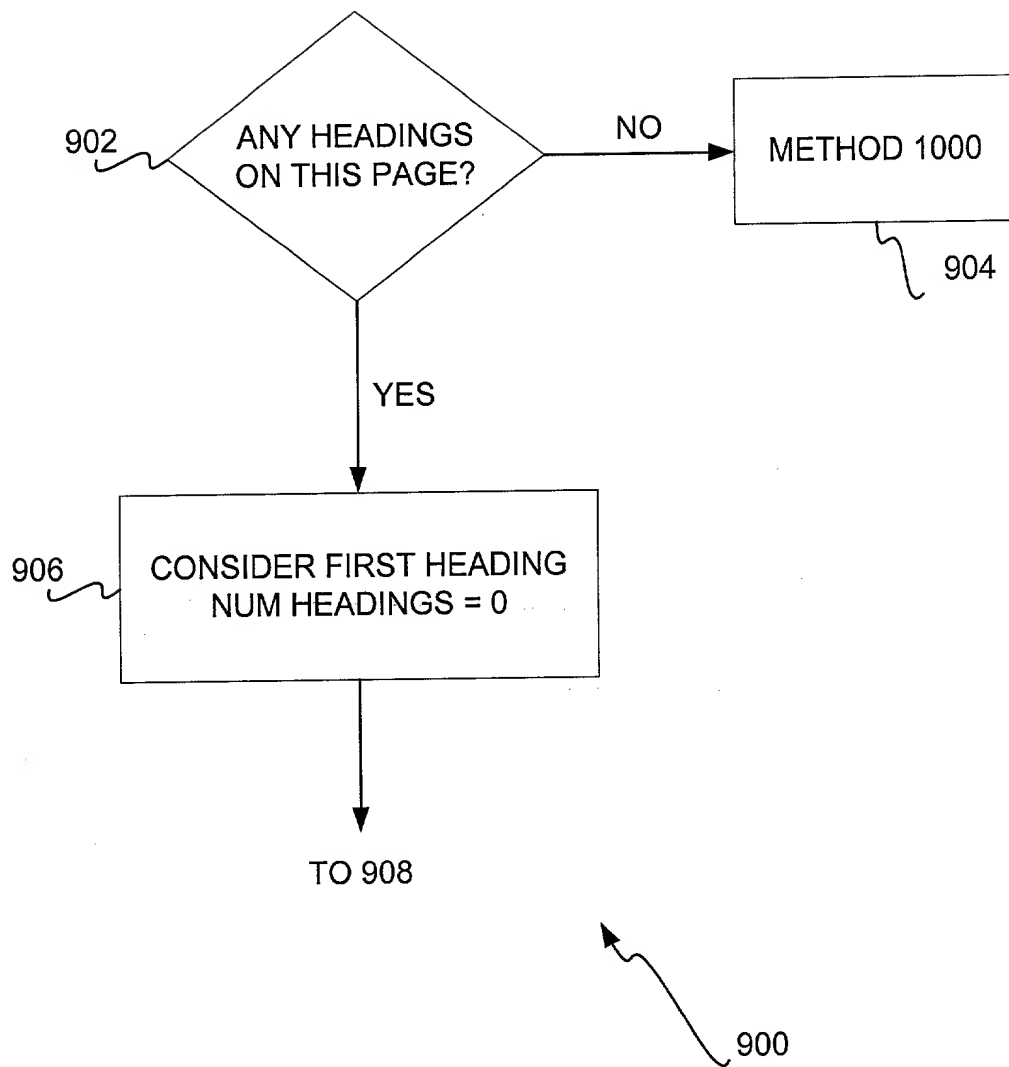 902
ANY HEADINGS
ON THIS PAGE?
NO
METHOD 1000
904
YES
906
CONSIDER FIRST HEADING
NUM HEADINGS = 0
TO 908
900